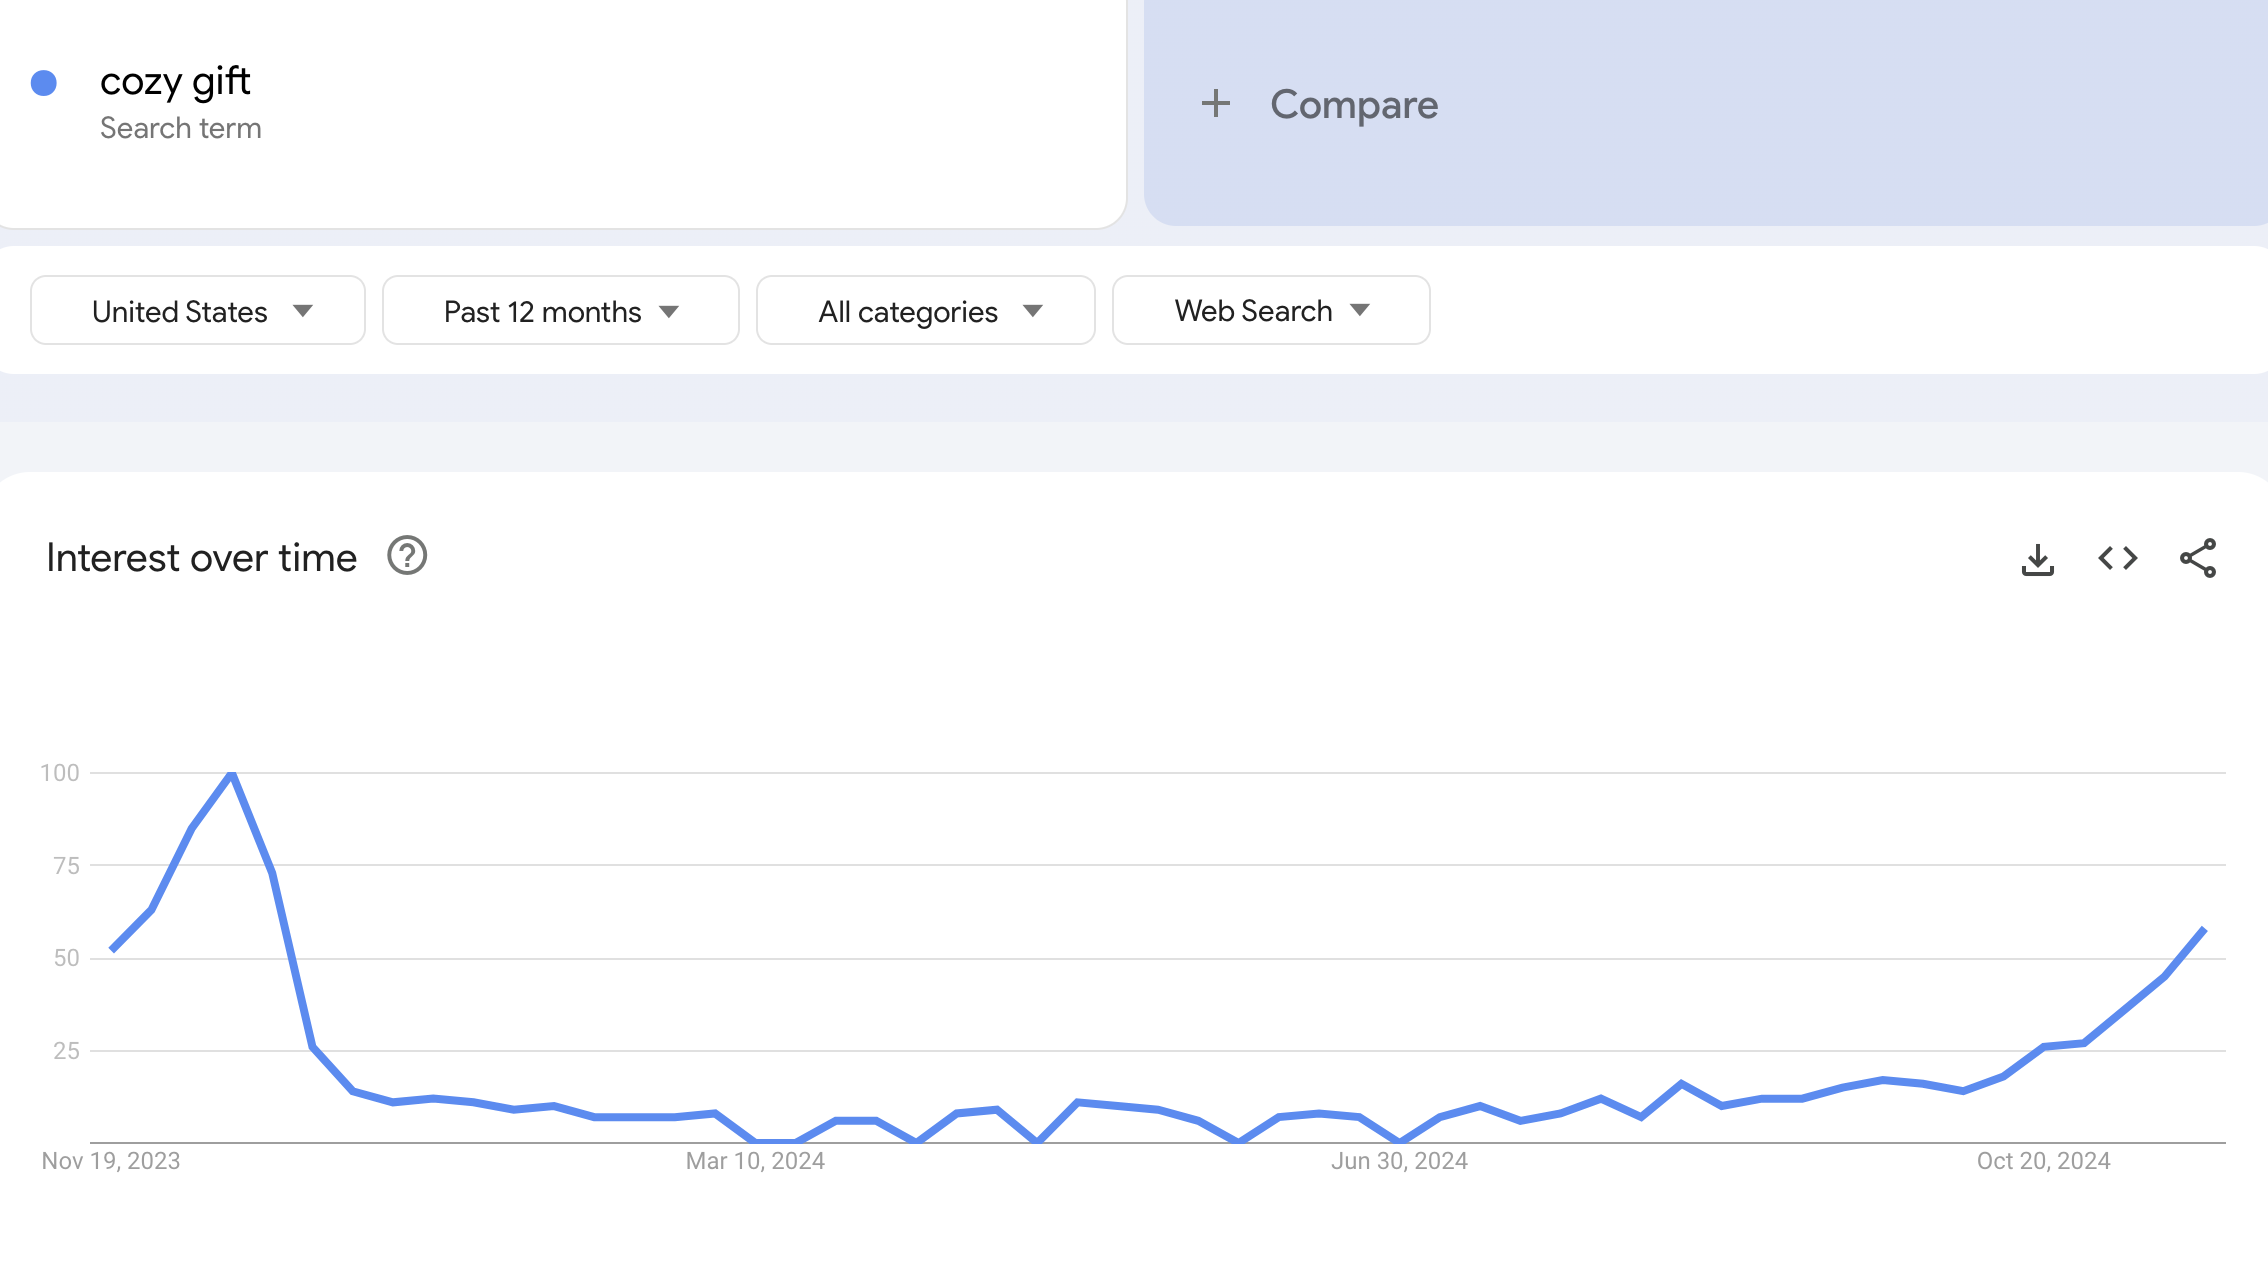 cozy gift
Search term
+ Compare
United States
Past 12 months
All categories
Web Search
Interest over time
100
75
50
25
Nov 19, 2023
Mar 10, 2024
Jun 30, 2024
Oct 20, 2024